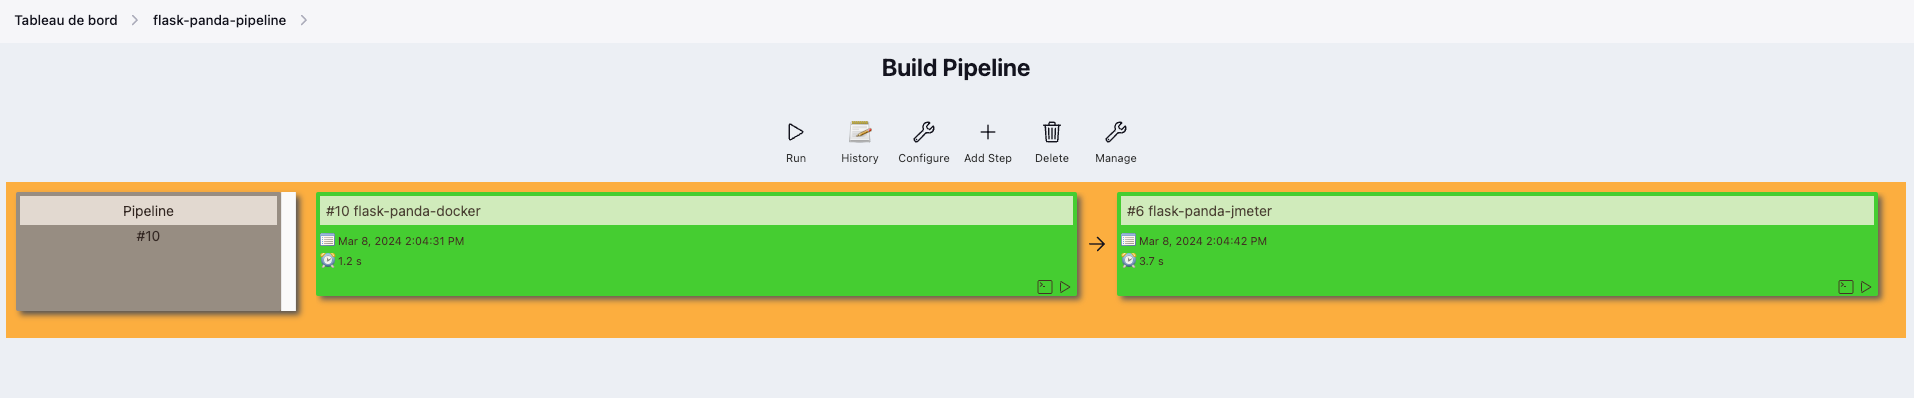 Tableau de bord > flask-panda-pipeline >
Build Pipeline
Run History Configure Add Step Delete Manage
Pipeline
#10
#10 flask-panda-docker
Mar 8, 2024 2:04:31 PM
1.2 s
#6 flask-panda-jmeter
Mar 8, 2024 2:04:42 PM
3.7 s